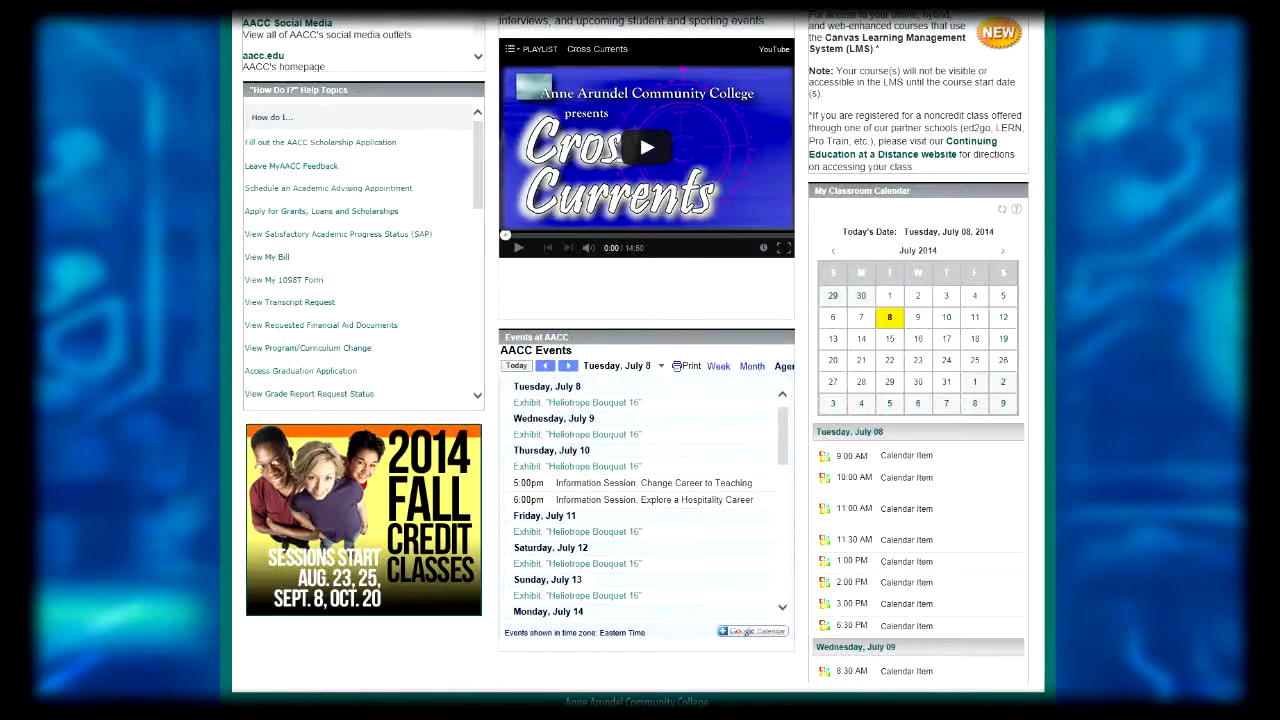 AACC Social Media
View all of AACC's social media outlets.
aacc.edu
AACC's homepage
"How Do I?" Help Topics
How do I...
Fill out the AACC Scholarship Application
Leave MyAACC Feedback
Schedule an Academic Advising Appointment
Apply for Grants, Loans and Scholarships
View Satisfactory Academic Progress Status (SAP)
View My Bill
View My 1098T Form
View Transcript Request
View Requested Financial Aid Documents
View Program/Curriculum Change
Access Graduation Application
View Grade Report Request Status
2014
FALL
CREDIT
CLASSES
SESSIONS START
AUG. 23, 25,
SEPT. 8, OCT. 20
interviews, and upcoming student and sporting events
PLAYLIST Cross Currents YouTube
Anne Arundel Community College
presents
Cross
Currents
0:00 / 14:50
Events at AACC
AACC Events
Today Tuesday, July 8 Print Week Month Agen
Tuesday, July 8
Exhibit, "Heliotrope Bouquet 16"
Wednesday, July 9
Exhibit, "Heliotrope Bouquet 16"
Thursday, July 10
Exhibit, "Heliotrope Bouquet 16"
5:00pm Information Session, Change Career to Teaching
6:00pm Information Session, Explore a Hospitality Career
Friday, July 11
Exhibit, "Heliotrope Bouquet 16"
Saturday, July 12
Exhibit, "Heliotrope Bouquet 16"
Sunday, July 13
Exhibit, "Heliotrope Bouquet 16"
Monday, July 14
Events shown in time zone: Eastern Time
Google Calendar
For access to your online, hybrid,
and web-enhanced courses that use
the Canvas Learning Management
System (LMS) *
NEW
Note: Your course(s) will not be visible or
accessible in the LMS until the course start date
(s).
*If you are registered for a noncredit class offered
through one of our partner schools (ed2go, LERN,
Pro Train, etc.), please visit our Continuing
Education at a Distance website for directions
on accessing your class.
My Classroom Calendar
Today's Date: Tuesday, July 08, 2014
July 2014
S M T W T F S
29 30 1 2 3 4 5
6 7 8 9 10 11 12
13 14 15 16 17 18 19
20 21 22 23 24 25 26
27 28 29 30 31 1 2
3 4 5 6 7 8 9
Tuesday, July 08
9:00 AM Calendar Item
10:00 AM Calendar Item
11:00 AM Calendar Item
11:30 AM Calendar Item
1:00 PM Calendar Item
2:00 PM Calendar Item
3:00 PM Calendar Item
6:30 PM Calendar Item
Wednesday, July 09
8:30 AM Calendar Item
Anne Arundel Community College